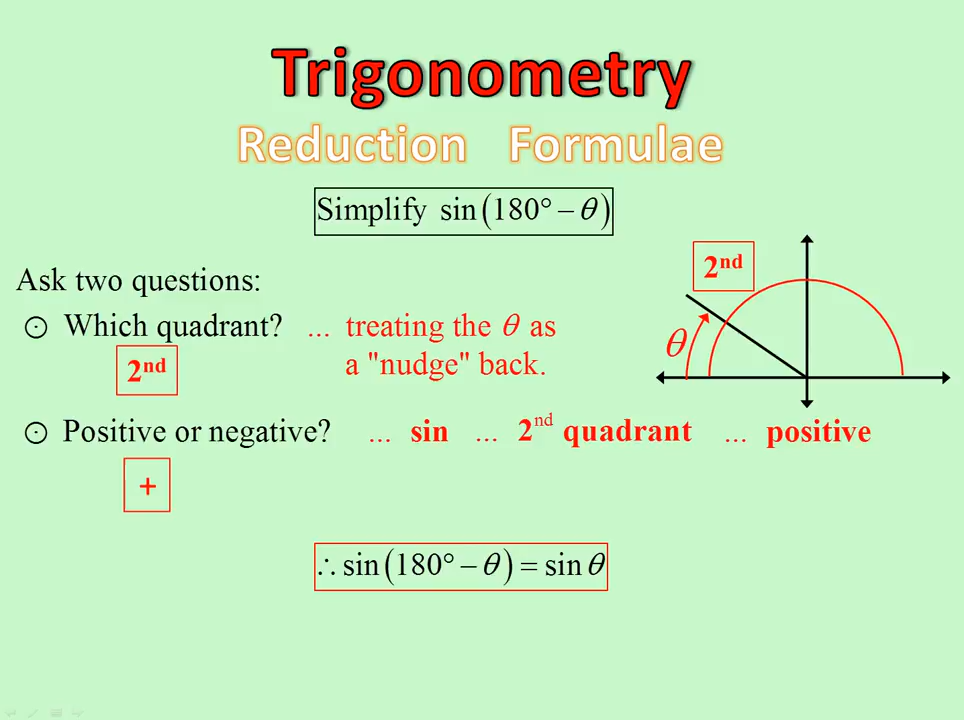 Trigonometry
Reduction Formulae
Simplify sin(180° − θ)
2nd
Ask two questions:
⊙ Which quadrant? ... treating the θ as
a "nudge" back.
2nd
θ
⊙ Positive or negative? ... sin ... 2nd quadrant ... positive
+
∴ sin(180° − θ) = sin θ